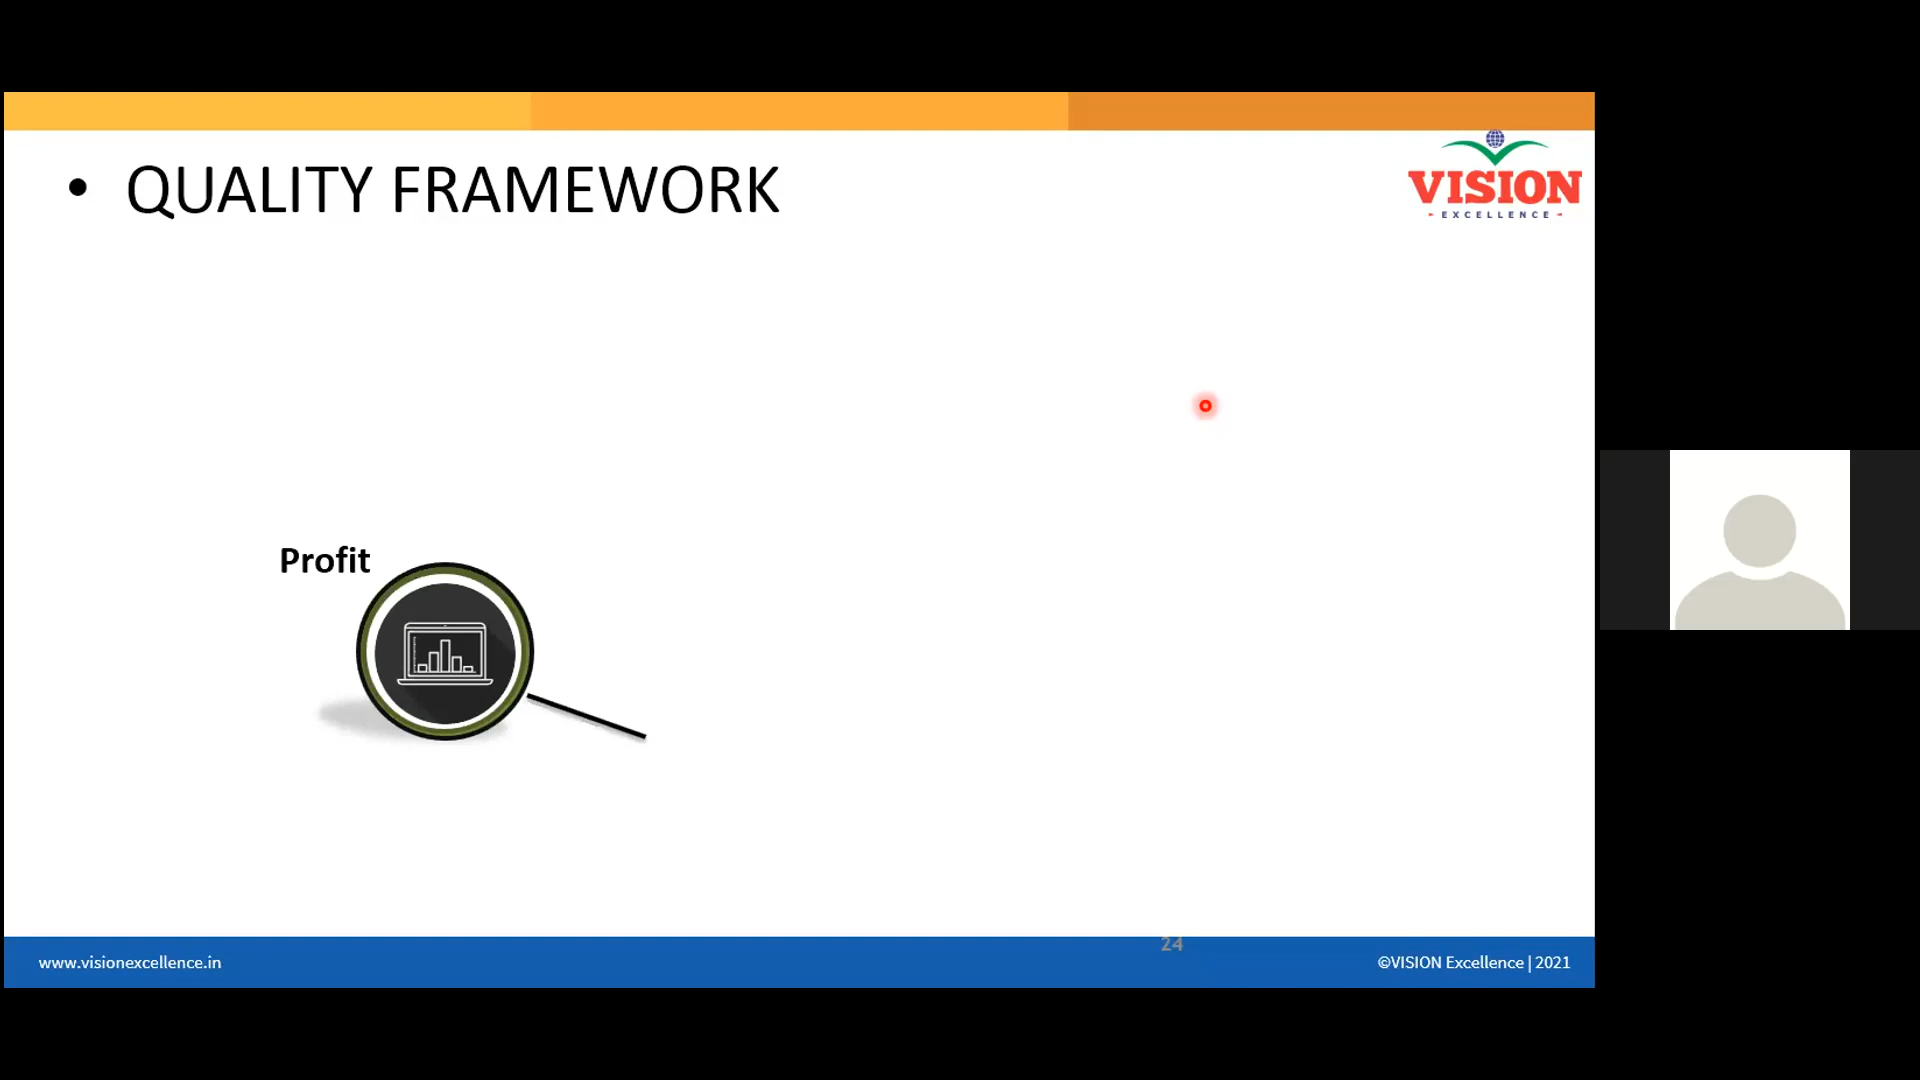 • QUALITY FRAMEWORK
VISION
EXCELLENCE
Profit
24
www.visionexcellence.in
©VISION Excellence | 2021